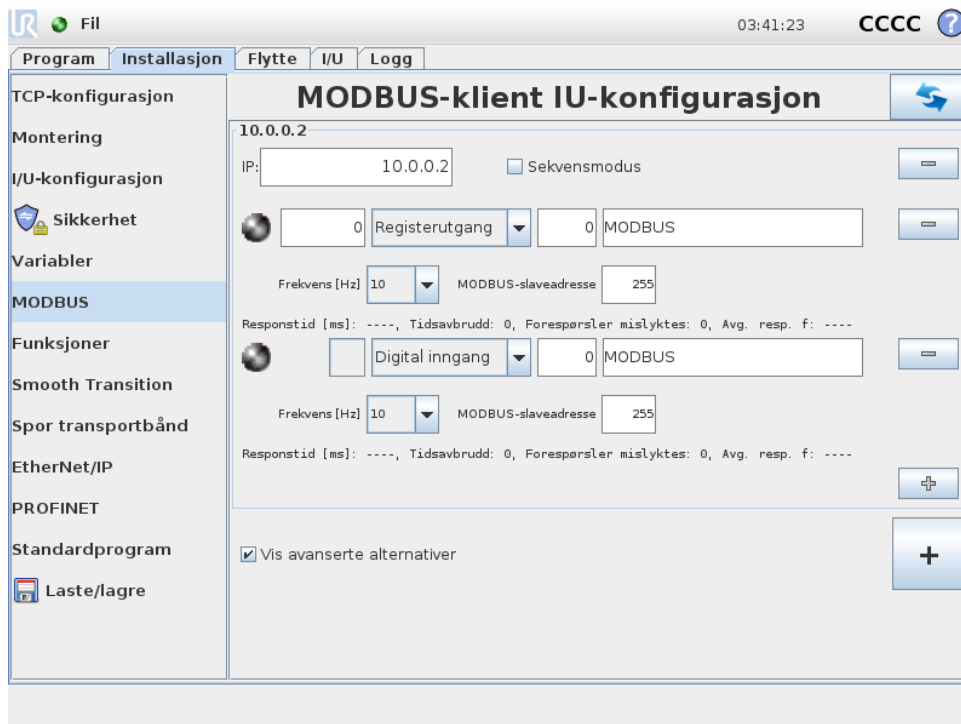 UR Fil 03:41:23 CCCC ?
Program Installasjon Flytte I/U Logg
TCP-konfigurasjon
Montering
I/U-konfigurasjon
Sikkerhet
Variabler
MODBUS
Funksjoner
Smooth Transition
Spor transportbånd
EtherNet/IP
PROFINET
Standardprogram
Laste/lagre
MODBUS-klient IU-konfigurasjon
10.0.0.2
IP: 10.0.0.2 Sekvensmodus
0 Registerutgang 0 MODBUS
Frekvens [Hz] 10 MODBUS-slaveadresse 255
Responstid [ms]: ----, Tidsavbrudd: 0, Forespørsler mislyktes: 0, Avg. resp. f: ----
Digital inngang 0 MODBUS
Frekvens [Hz] 10 MODBUS-slaveadresse 255
Responstid [ms]: ----, Tidsavbrudd: 0, Forespørsler mislyktes: 0, Avg. resp. f: ----
Vis avanserte alternativer